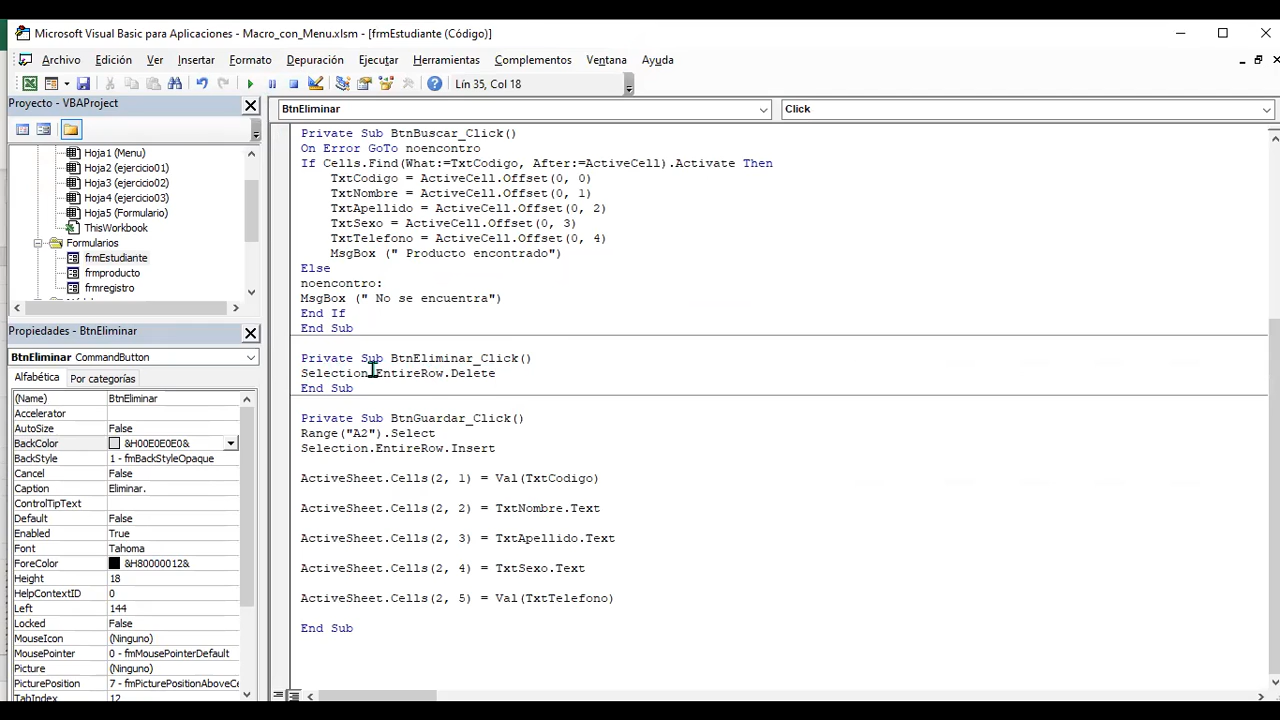 Microsoft Visual Basic para Aplicaciones - Macro_con_Menu.xlsm - [frmEstudiante (Código)]
Archivo Edición Ver Insertar Formato Depuración Ejecutar Herramientas Complementos Ventana Ayuda
Lín 35, Col 18
Proyecto - VBAProject
Hoja1 (Menu)
Hoja2 (ejercicio01)
Hoja3 (ejercicio02)
Hoja4 (ejercicio03)
Hoja5 (Formulario)
ThisWorkbook
Formularios
frmEstudiante
frmproducto
frmregistro
Propiedades - BtnEliminar
BtnEliminar CommandButton
Alfabética Por categorías
(Name) BtnEliminar
Accelerator
AutoSize False
BackColor &H00E0E0E0&
BackStyle 1 - fmBackStyleOpaque
Cancel False
Caption Eliminar.
ControlTipText
Default False
Enabled True
Font Tahoma
ForeColor &H80000012&
Height 18
HelpContextID 0
Left 144
Locked False
MouseIcon (Ninguno)
MousePointer 0 - fmMousePointerDefault
Picture (Ninguno)
PicturePosition 7 - fmPicturePositionAboveCe
TabIndex 12
BtnEliminar Click
Private Sub BtnBuscar_Click()
On Error GoTo noencontro
If Cells.Find(What:=TxtCodigo, After:=ActiveCell).Activate Then
TxtCodigo = ActiveCell.Offset(0, 0)
TxtNombre = ActiveCell.Offset(0, 1)
TxtApellido = ActiveCell.Offset(0, 2)
TxtSexo = ActiveCell.Offset(0, 3)
TxtTelefono = ActiveCell.Offset(0, 4)
MsgBox (" Producto encontrado")
Else
noencontro:
MsgBox (" No se encuentra")
End If
End Sub
Private Sub BtnEliminar_Click()
Selection.EntireRow.Delete
End Sub
Private Sub BtnGuardar_Click()
Range("A2").Select
Selection.EntireRow.Insert
ActiveSheet.Cells(2, 1) = Val(TxtCodigo)
ActiveSheet.Cells(2, 2) = TxtNombre.Text
ActiveSheet.Cells(2, 3) = TxtApellido.Text
ActiveSheet.Cells(2, 4) = TxtSexo.Text
ActiveSheet.Cells(2, 5) = Val(TxtTelefono)
End Sub